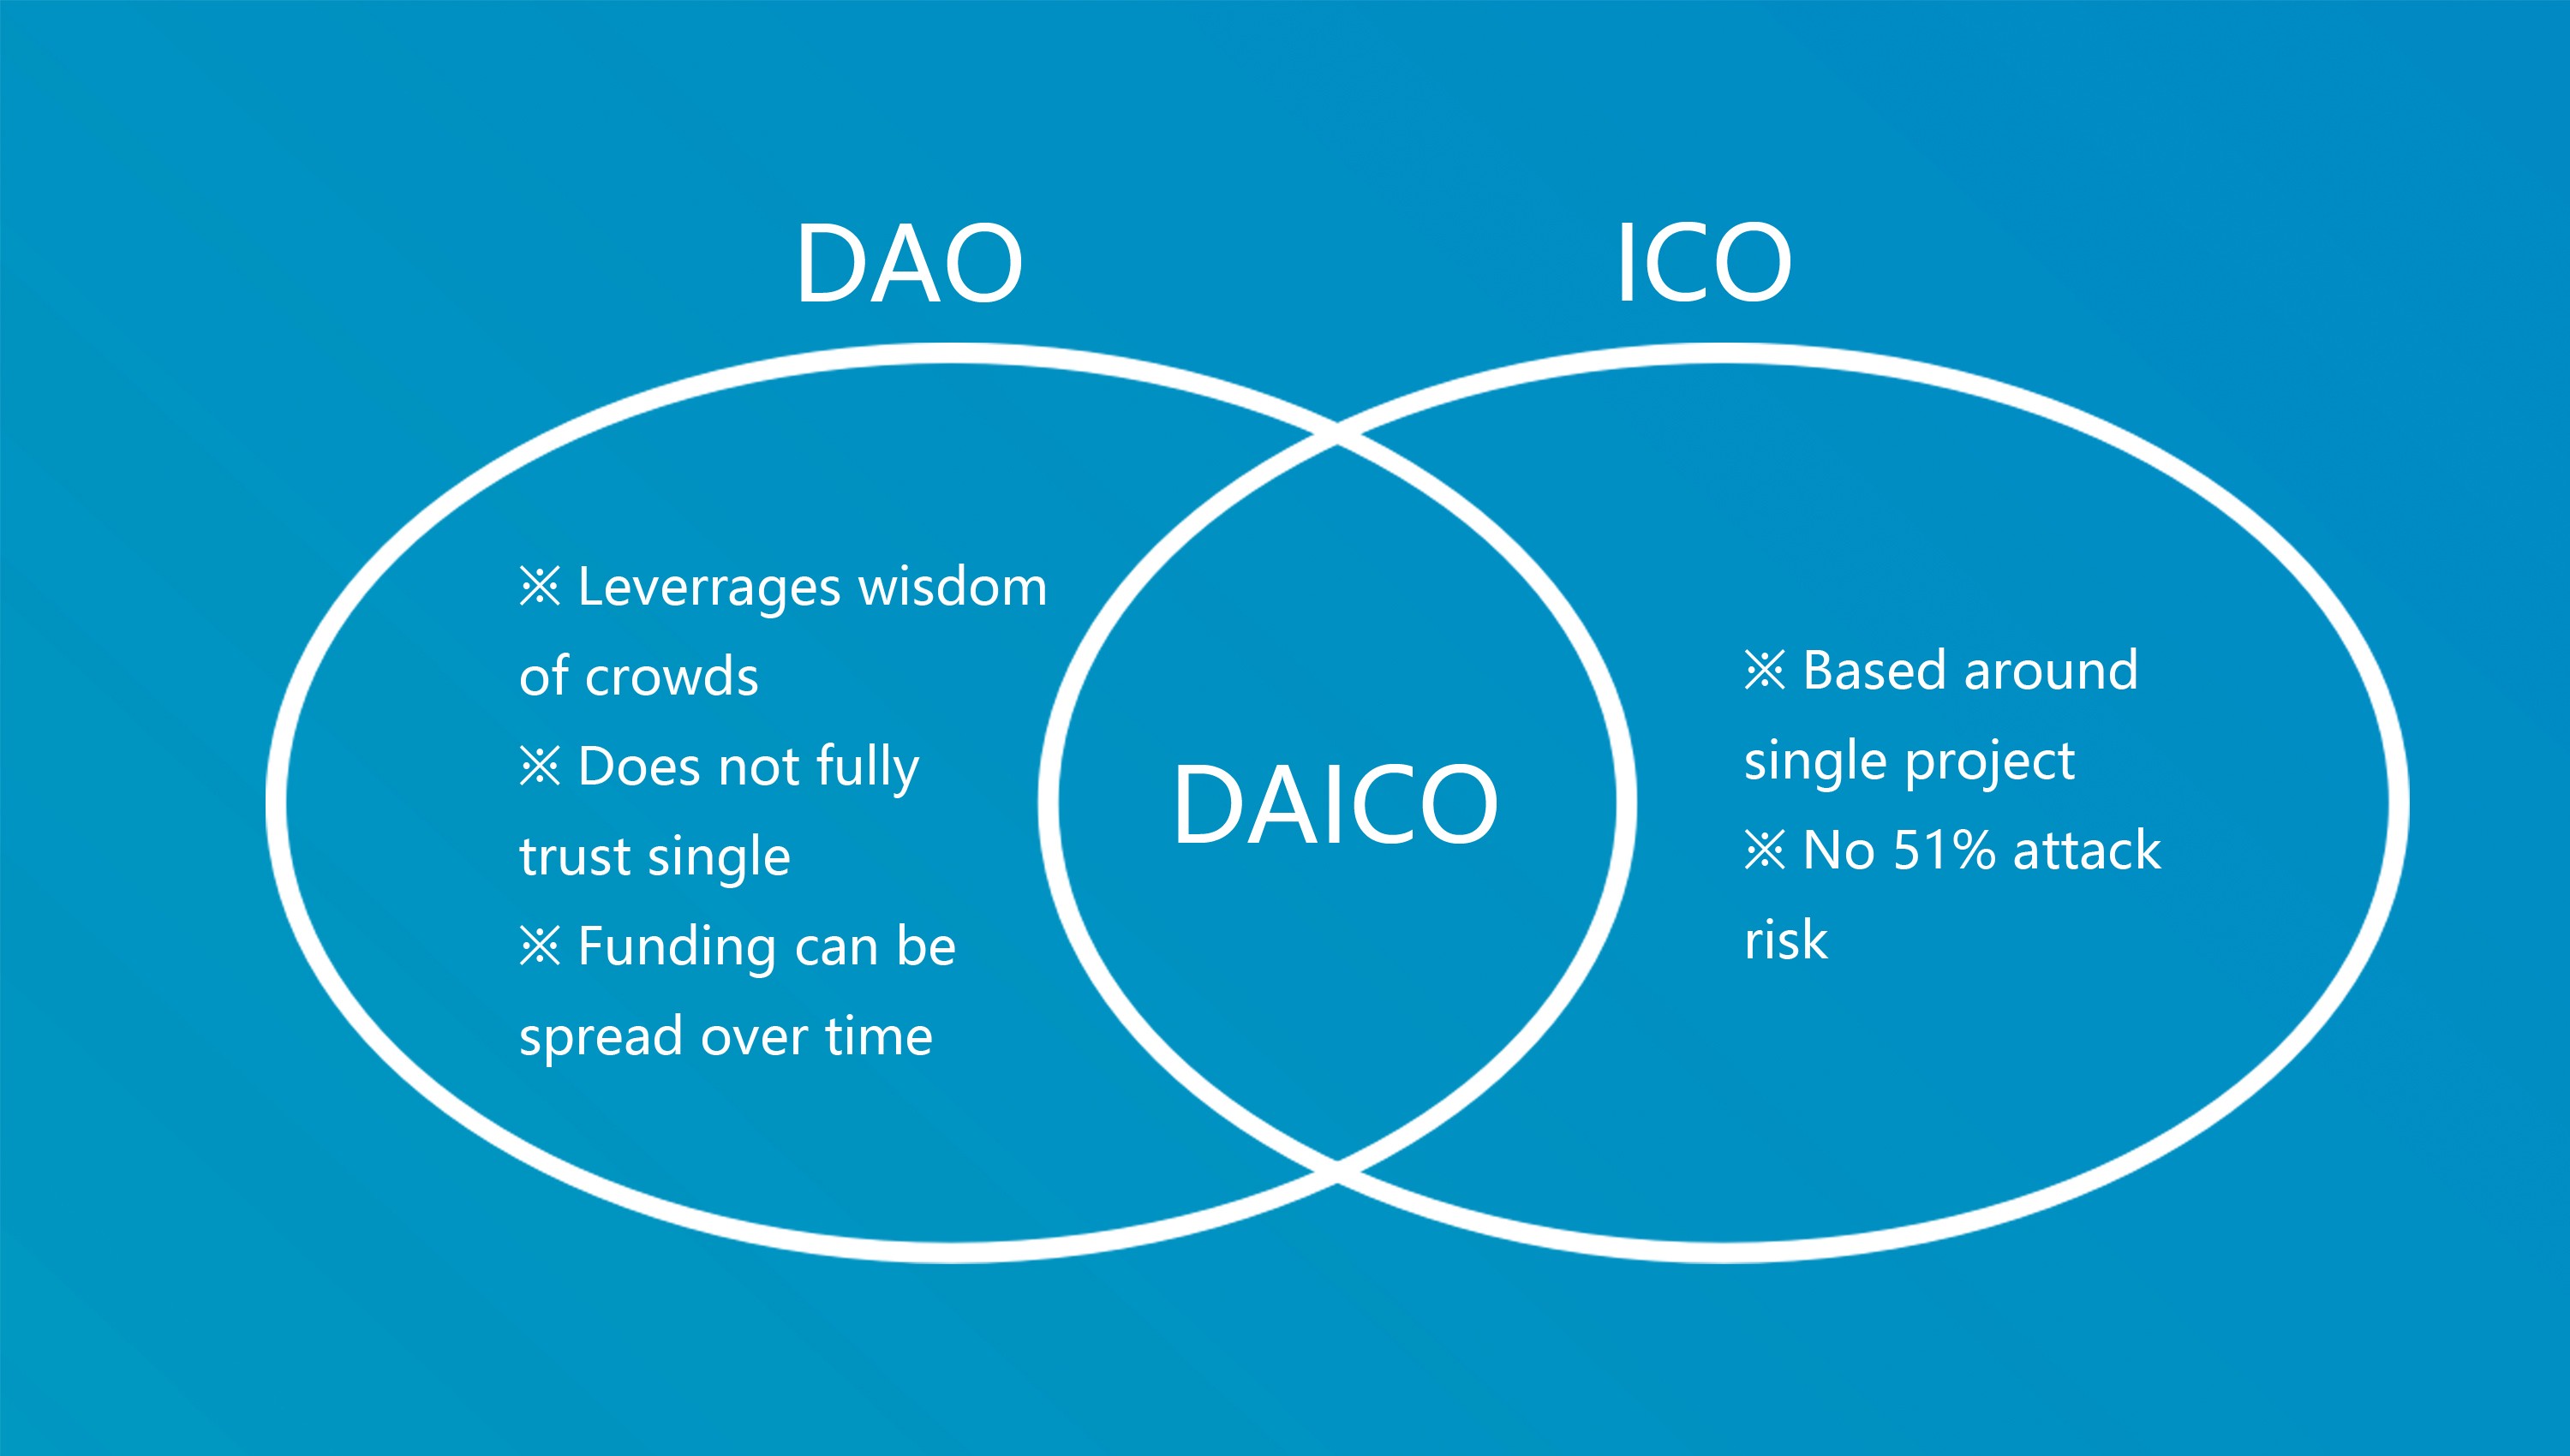 DAO
ICO
※ Leverrages wisdom
of crowds
※ Does not fully
trust single
※ Funding can be
spread over time
DAICO
※ Based around
single project
※ No 51% attack
risk